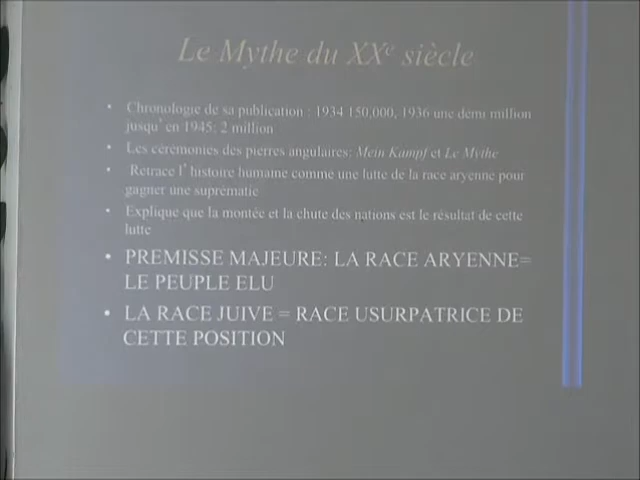 Le Mythe du XXe siècle
• Chronologie de sa publication : 1934 150,000, 1936 une demi million
jusqu'en 1945: 2 million
• Les cérémonies des pierres angulaires: Mein Kampf et Le Mythe
• Retrace l'histoire humaine comme une lutte de la race aryenne pour
gagner une suprématie
• Explique que la montée et la chute des nations est le résultat de cette
lutte
• PREMISSE MAJEURE: LA RACE ARYENNE=
LE PEUPLE ELU
• LA RACE JUIVE = RACE USURPATRICE DE
CETTE POSITION